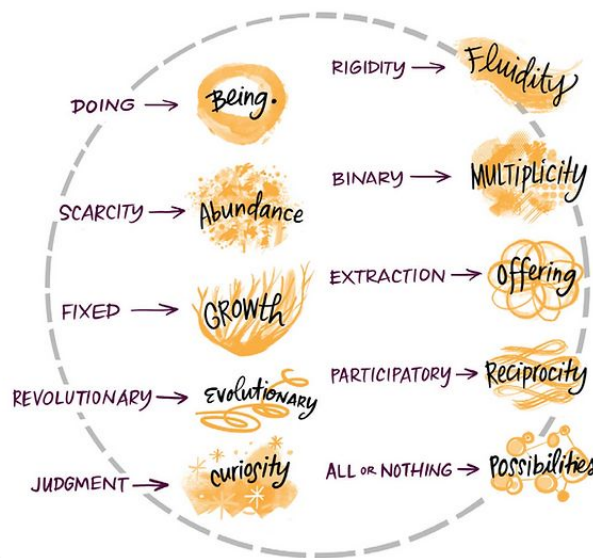 DOING → Being.
SCARCITY → Abundance
FIXED → GROWTH
REVOLUTIONARY → EVOLUTIONARY
JUDGMENT → curiosity
RIGIDITY → Fluidity
BINARY → MULTIPLICITY
EXTRACTION → Offering
PARTICIPATORY → Reciprocity
ALL OR NOTHING → Possibilities